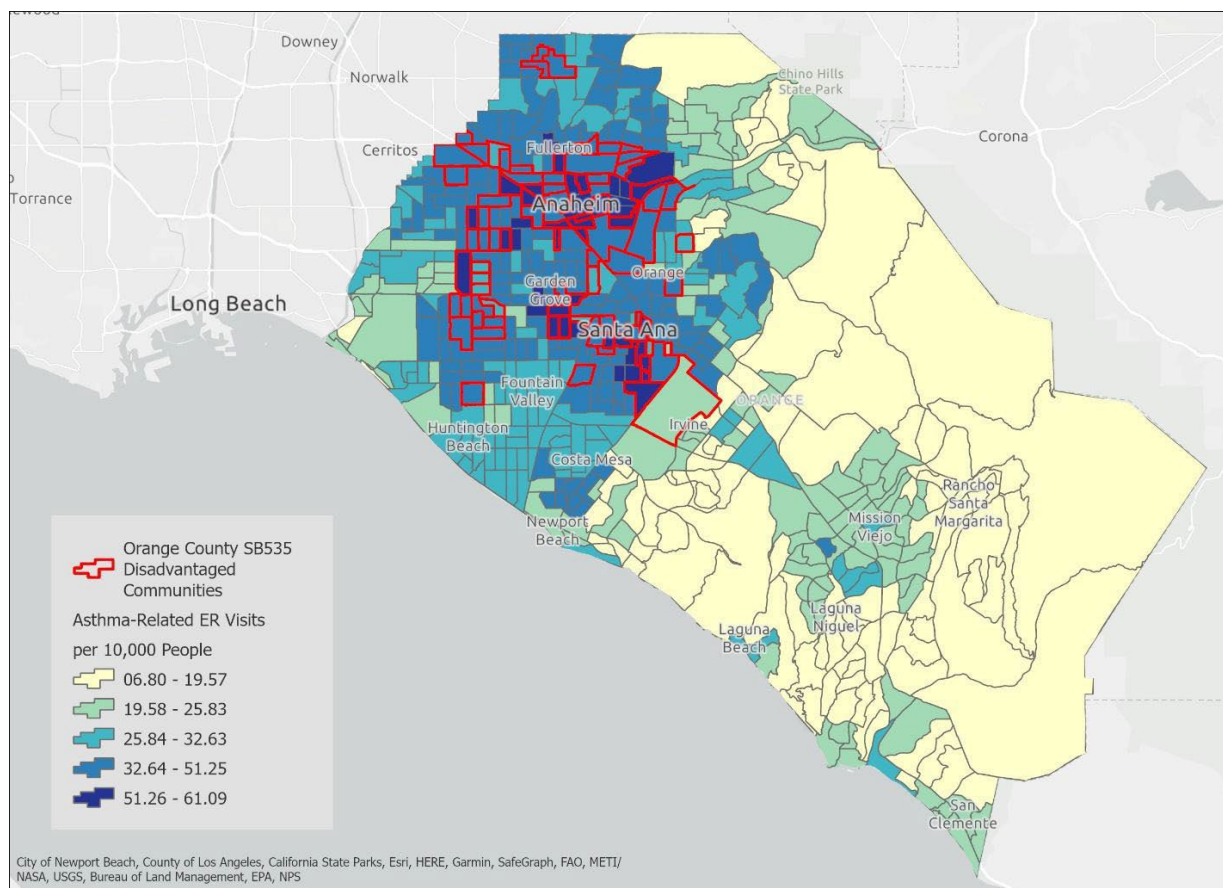 Downey
Norwalk
Chino Hills
State Park
Corona
Cerritos
Fullerton
Torrance
Anaheim
Garden
Grove
Orange
Long Beach
Santa Ana
Fountain
Valley
ORANGE
Irvine
Huntington
Beach
Costa Mesa
Newport
Beach
Rancho
Santa
Margarita
Mission
Viejo
Laguna
Niguel
Laguna
Beach
San
Clemente
Orange County SB535
Disadvantaged
Communities
Asthma-Related ER Visits
per 10,000 People
06.80 - 19.57
19.58 - 25.83
25.84 - 32.63
32.64 - 51.25
51.26 - 61.09
City of Newport Beach, County of Los Angeles, California State Parks, Esri, HERE, Garmin, SafeGraph, FAO, METI/
NASA, USGS, Bureau of Land Management, EPA, NPS